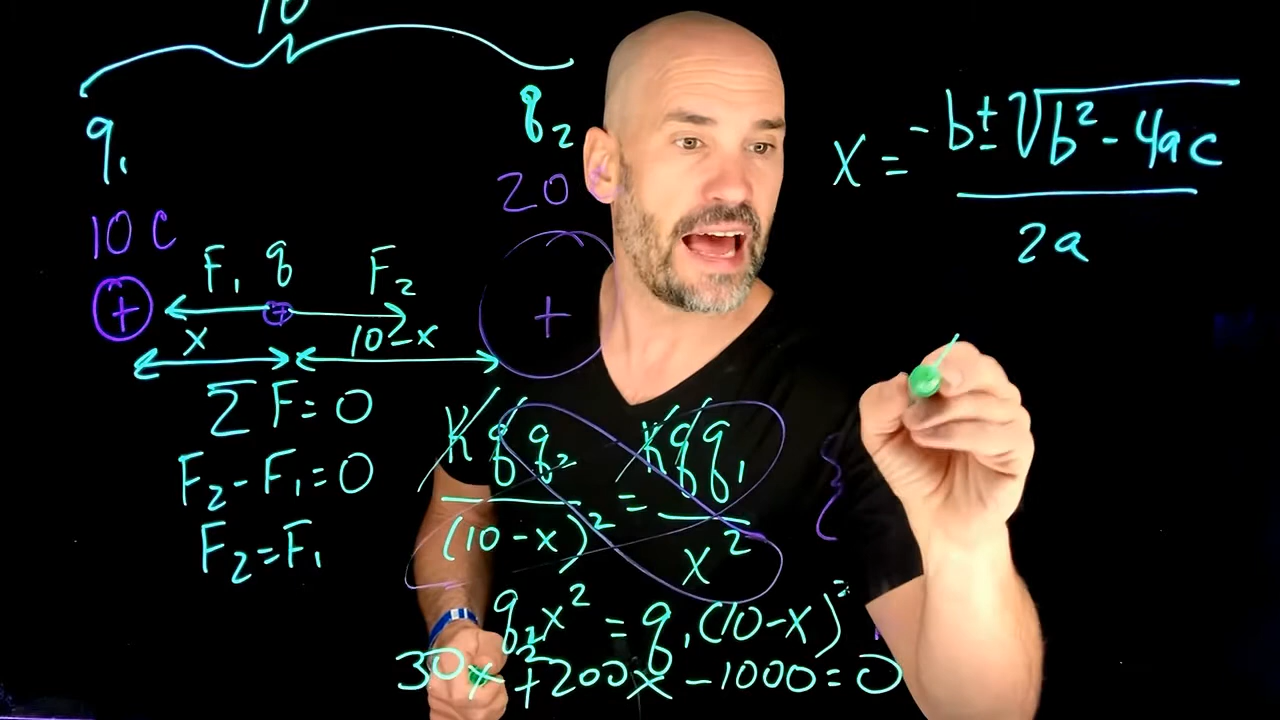 10
q₁ q₂
10 C 20
F₁ q F₂
+ + +
x 10-x
ΣF=0
F₂-F₁=0
F₂=F₁
Kqq₂/(10-x)² = Kqq₁/x²
q₂x² = q₁(10-x)²
30x²+200x-1000=0
x = -b±√b²-4ac/2a